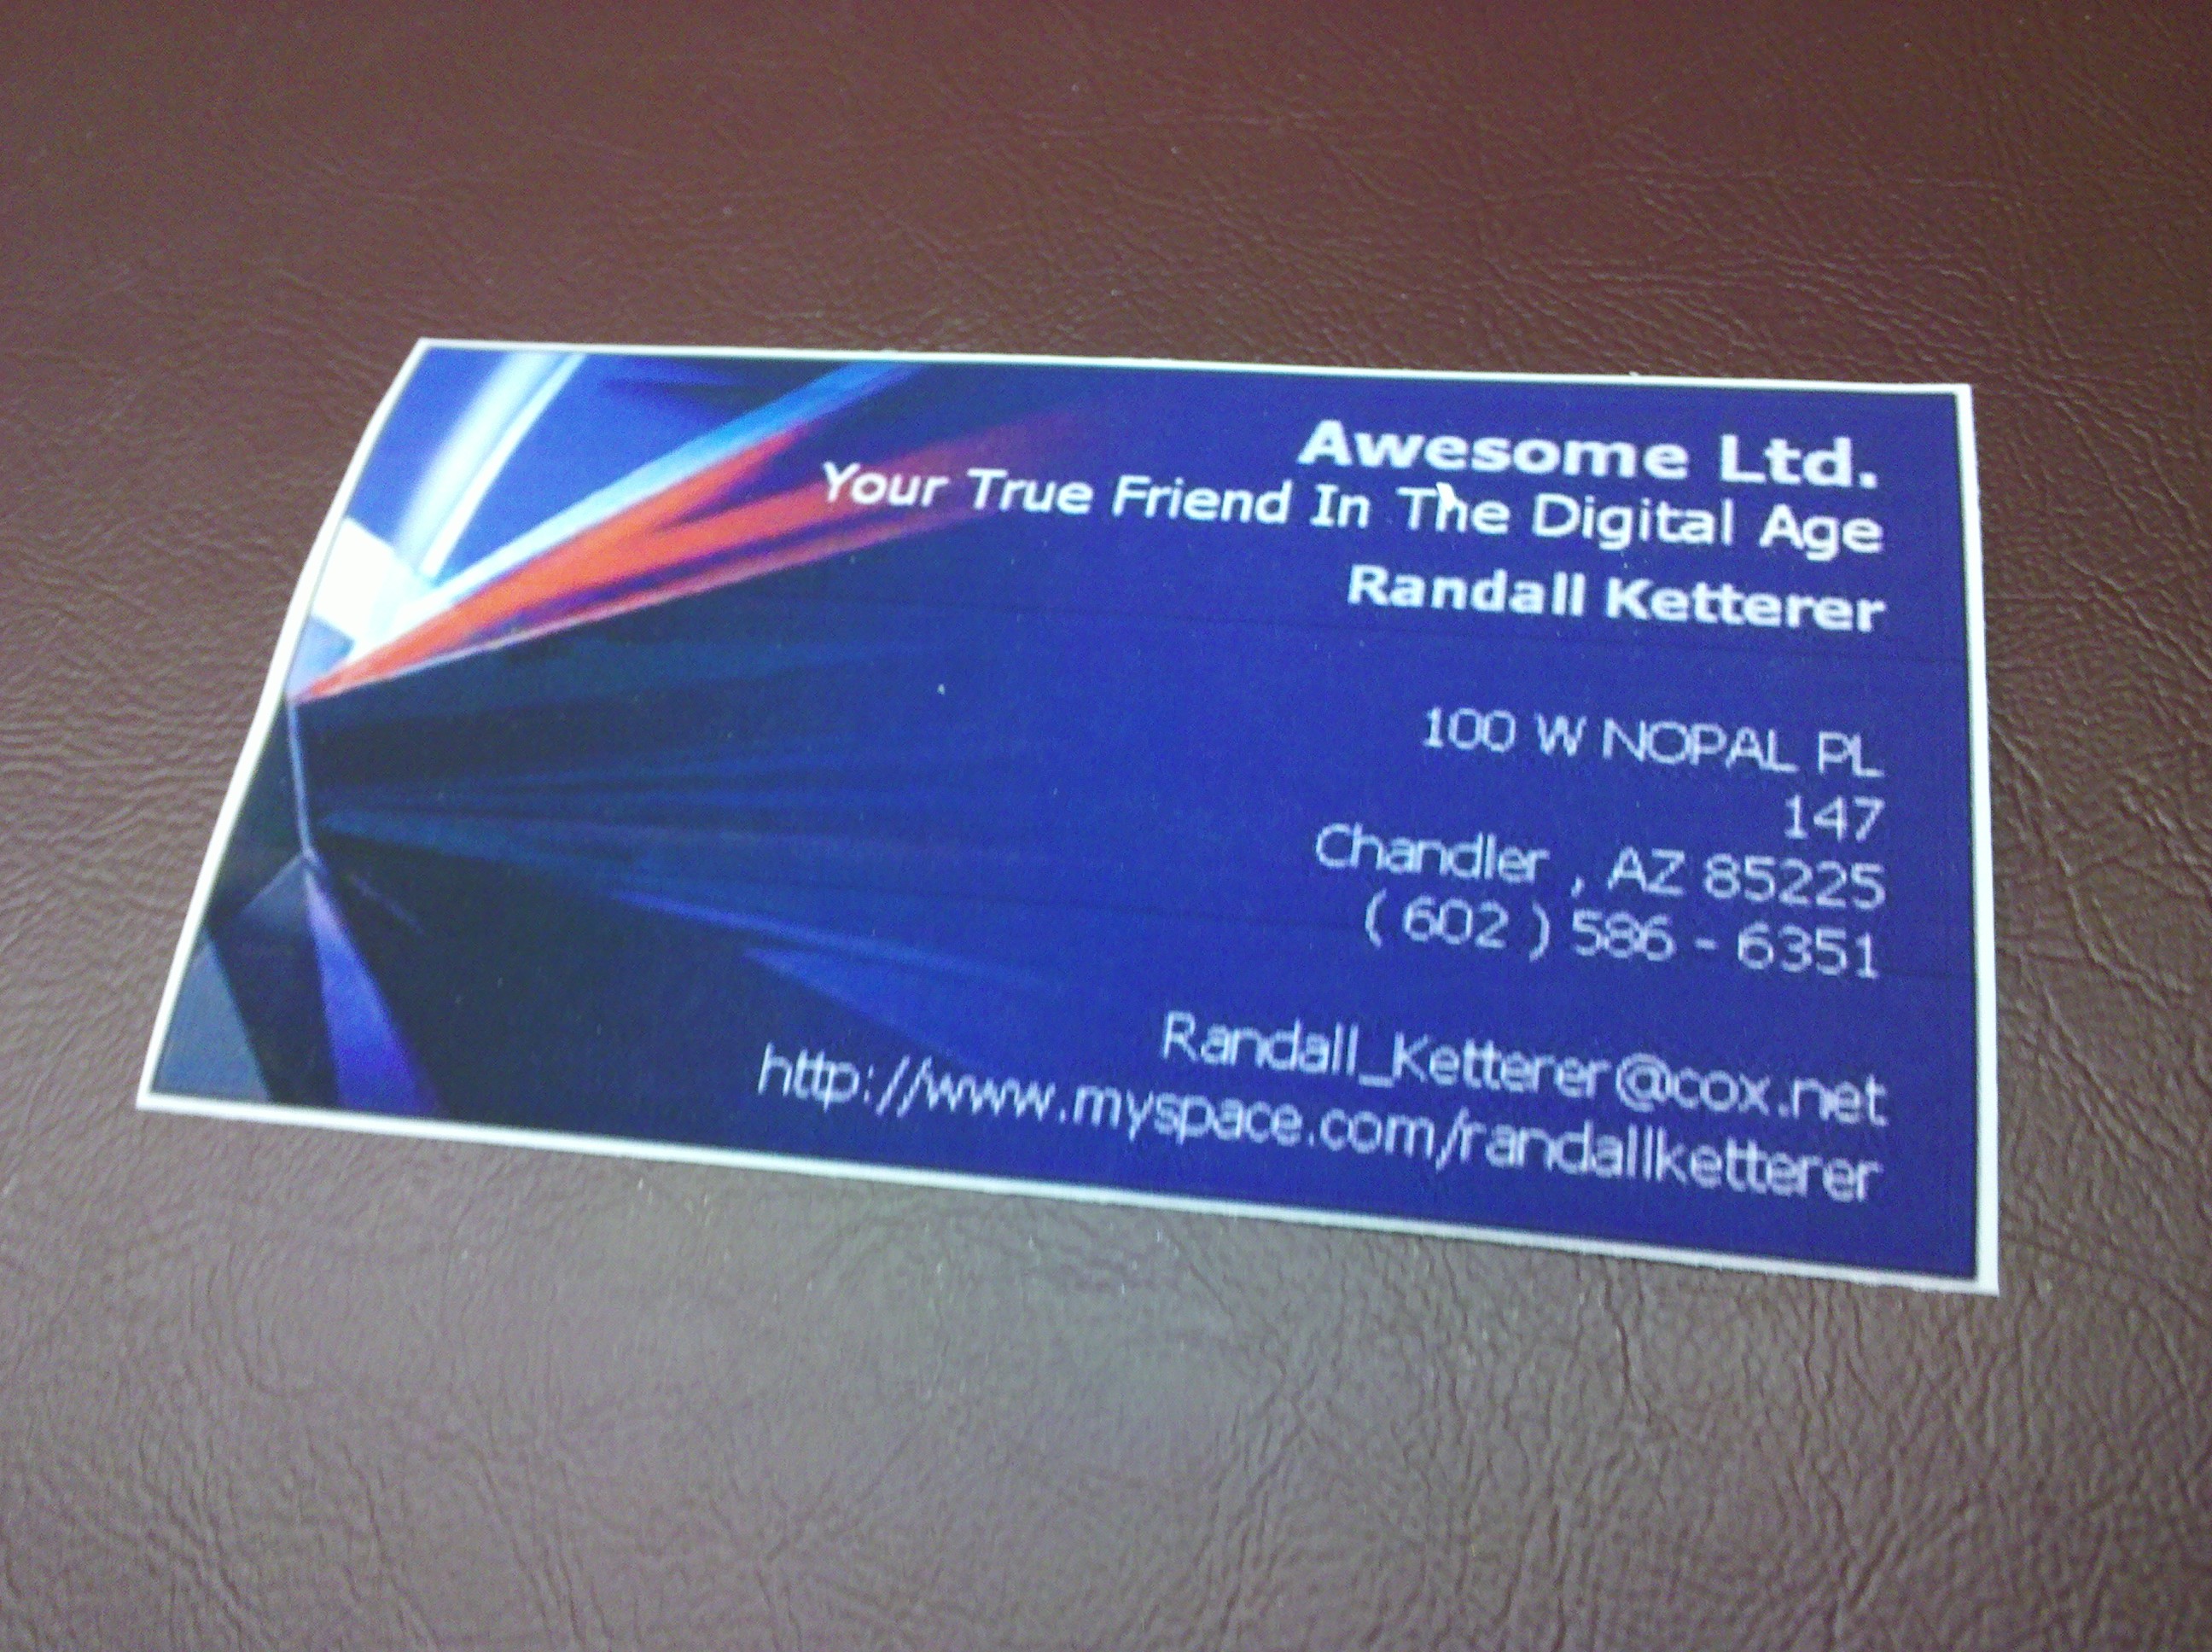 Awesome Ltd.
Your True Friend In The Digital Age
Randall Ketterer
100 W NOPAL PL
147
Chandler , AZ 85225
( 602 ) 586 - 6351
Randall_Ketterer@cox.net
http://www.myspace.com/randallketterer